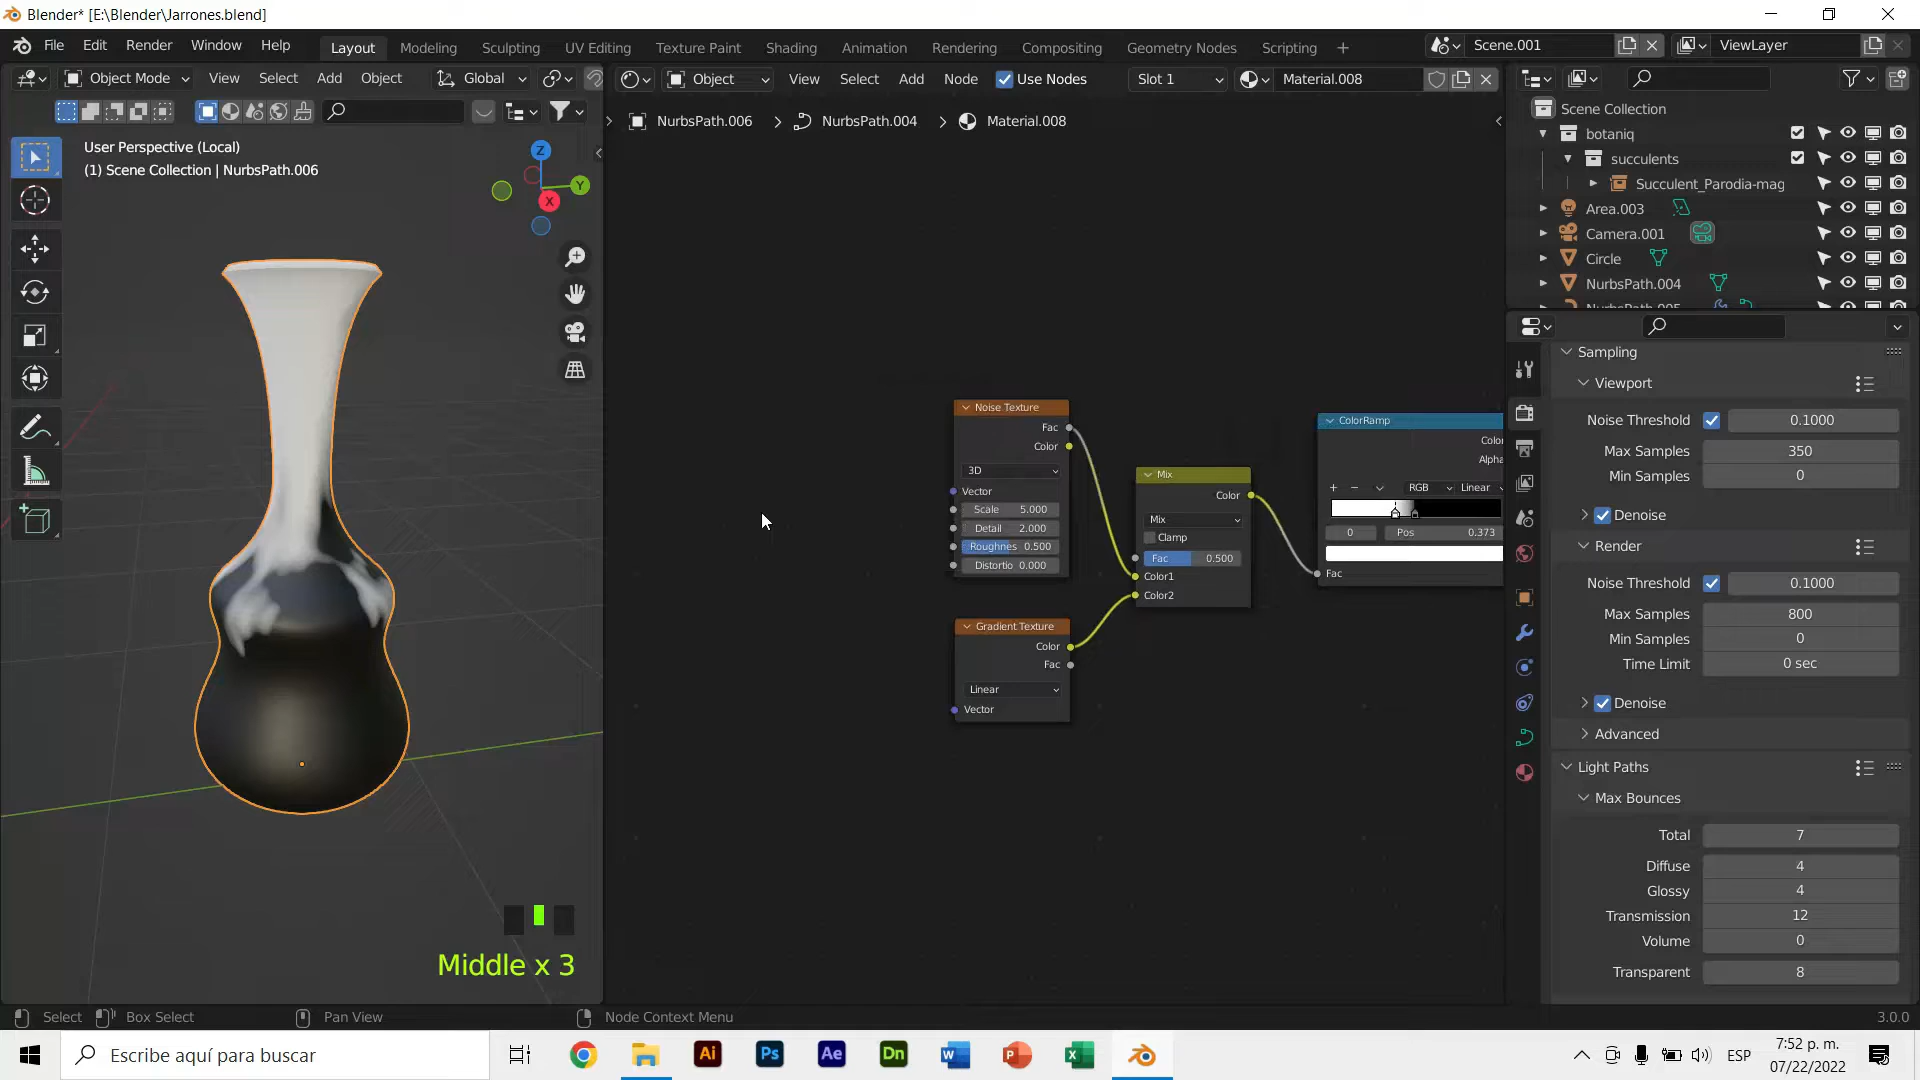 Blender* [E:\Blender\Jarrones.blend]
File Edit Render Window Help Layout Modeling Sculpting UV Editing Texture Paint Shading Animation Rendering Compositing Geometry Nodes Scripting + Scene.001 ViewLayer
Object Mode View Select Add Object Global Object View Select Add Node Use Nodes Slot 1 Material.008
NurbsPath.006 > NurbsPath.004 > Material.008
User Perspective (Local)
(1) Scene Collection | NurbsPath.006
Z
Y
X
Scene Collection
botaniq
succulents
Succulent_Parodia-mag
Area.003
Camera.001
Circle
NurbsPath.004
NurbsPath.005
Noise Texture
Fac
Color
3D
Vector
Scale 5.000
Detail 2.000
Roughnes 0.500
Distortio 0.000
Gradient Texture
Color
Fac
Linear
Vector
Mix
Color
Mix
Clamp
Fac 0.500
Color1
Color2
ColorRamp
Colo
Alpha
+ − RGB Linear
0 Pos 0.373
Fac
Sampling
Viewport
Noise Threshold 0.1000
Max Samples 350
Min Samples 0
Denoise
Render
Noise Threshold 0.1000
Max Samples 800
Min Samples 0
Time Limit 0 sec
Denoise
Advanced
Light Paths
Max Bounces
Total 7
Diffuse 4
Glossy 4
Transmission 12
Volume 0
Transparent 8
Middle x 3
Select Box Select Pan View Node Context Menu 3.0.0
Escribe aquí para buscar
Ai Ps Ae Dn W P X
ESP
7:52 p. m.
07/22/2022